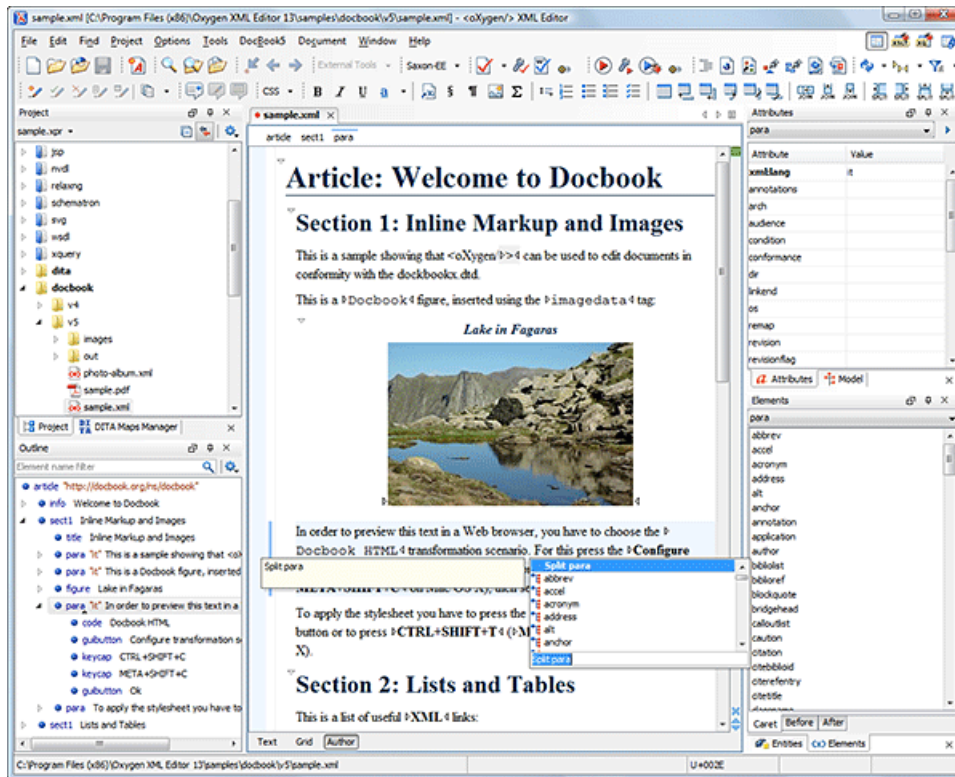 sample.xml [C:\Program Files (x86)\Oxygen XML Editor 13\samples\docbook\v5\sample.xml] - <oXygen/> XML Editor
File Edit Find Project Options Tools DocBook5 Document Window Help
External Tools Saxon-EE
CSS B I U a § ¶ Σ
Project
sample.xpr
jsp
nvdl
relaxng
schematron
svg
wsdl
xquery
dita
docbook
v4
v5
images
out
photo-album.xml
sample.pdf
sample.xml
Project DITA Maps Manager
Outline
Element name filter
article "http://docbook.org/ns/docbook"
info Welcome to Docbook
sect1 Inline Markup and Images
title Inline Markup and Images
para "it" This is a sample showing that <oX
para "it" This is a Docbook figure, inserted
figure Lake in Fagaras
para "it" In order to preview this text in a
code Docbook HTML
guibutton Configure transformation s
keycap CTRL+SHIFT+C
keycap META+SHIFT+C
guibutton Ok
para To apply the stylesheet you have to
sect1 Lists and Tables
sample.xml
article sect1 para
Article: Welcome to Docbook
Section 1: Inline Markup and Images
This is a sample showing that <oXygen/> can be used to edit documents in
conformity with the dockbookx.dtd.
This is a Docbook figure, inserted using the imagedata tag:
Lake in Fagaras
In order to preview this text in a Web browser, you have to choose the
Docbook HTML transformation scenario. For this press the Configure
META+SHIFT+C on Mac OS X), then se
To apply the stylesheet you have to press the
button or to press CTRL+SHIFT+T (M
X).
Section 2: Lists and Tables
This is a list of useful XML links:
Split para
Split para
abbrev
accel
acronym
address
alt
anchor
Split para
Text Grid Author
Attributes
para
Attribute Value
xml:lang it
annotations
arch
audience
condition
conformance
dir
linkend
os
remap
revision
revisionflag
Attributes Model
Elements
para
abbrev
accel
acronym
address
alt
anchor
annotation
application
author
bibliolist
biblioref
blockquote
bridgehead
calloutlist
caution
citation
citebiblioid
citerefentry
citetitle
Caret Before After
Entities Elements
C:\Program Files (x86)\Oxygen XML Editor 13\samples\docbook\v5\sample.xml U+002E